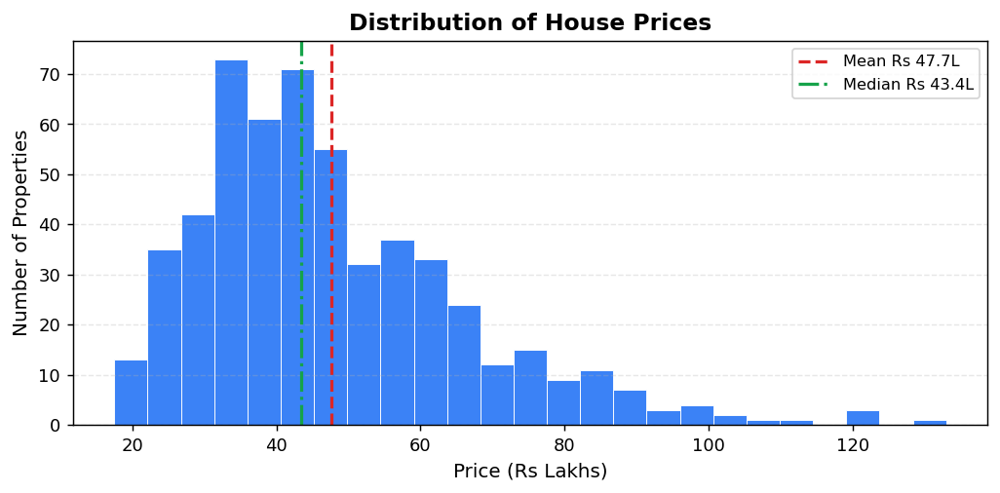 Distribution of House Prices
Mean Rs 47.7L
Median Rs 43.4L
Number of Properties
70
60
50
40
30
20
10
0
20 40 60 80 100 120
Price (Rs Lakhs)